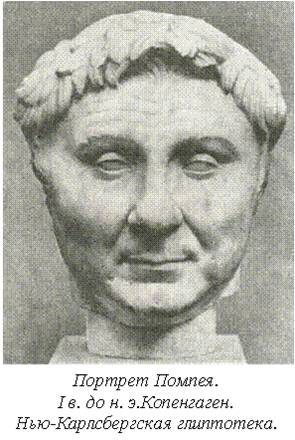 Портрет Помпея.
I в. до н. э.Копенгаген.
Нью-Карлсбергская глиптотека.